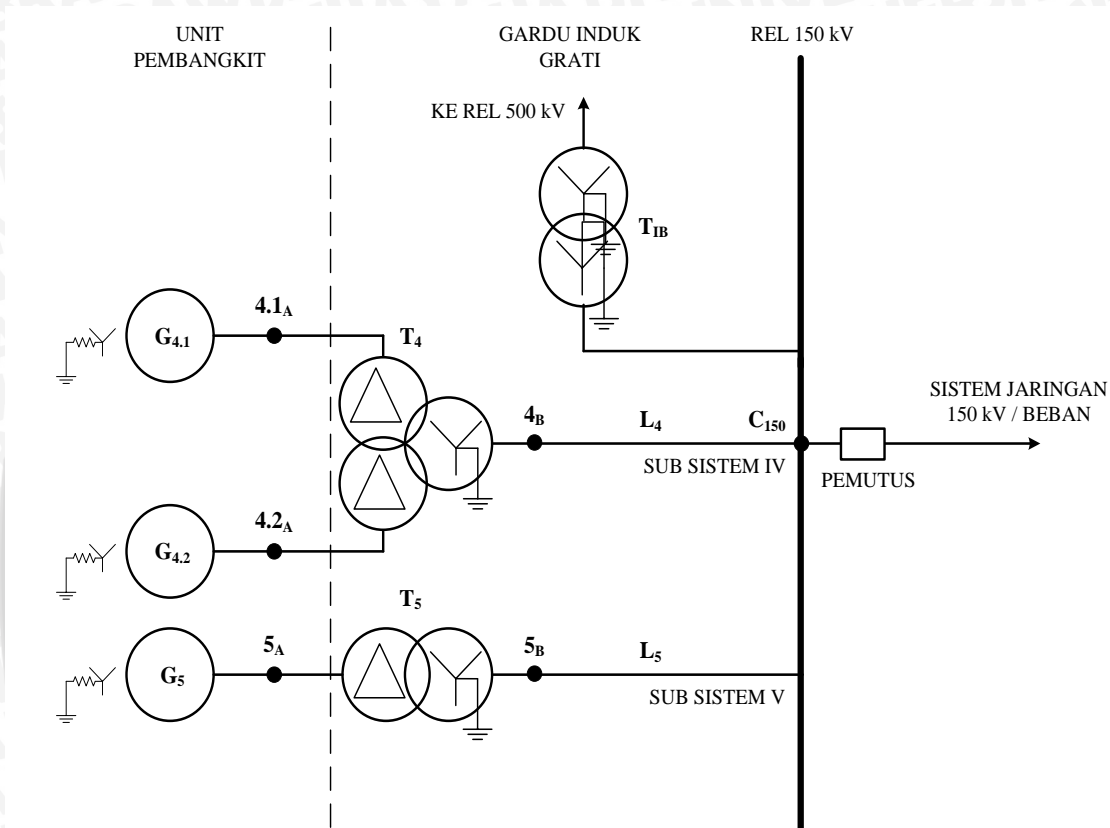 UNIT
PEMBANGKIT
GARDU INDUK
GRATI
REL 150 kV
KE REL 500 kV
T_IB
4.1_A
G_4.1
T_4
SISTEM JARINGAN
150 kV / BEBAN
4_B
L_4
C_150
SUB SISTEM IV
PEMUTUS
4.2_A
G_4.2
T_5
5_A
G_5
5_B
L_5
SUB SISTEM V